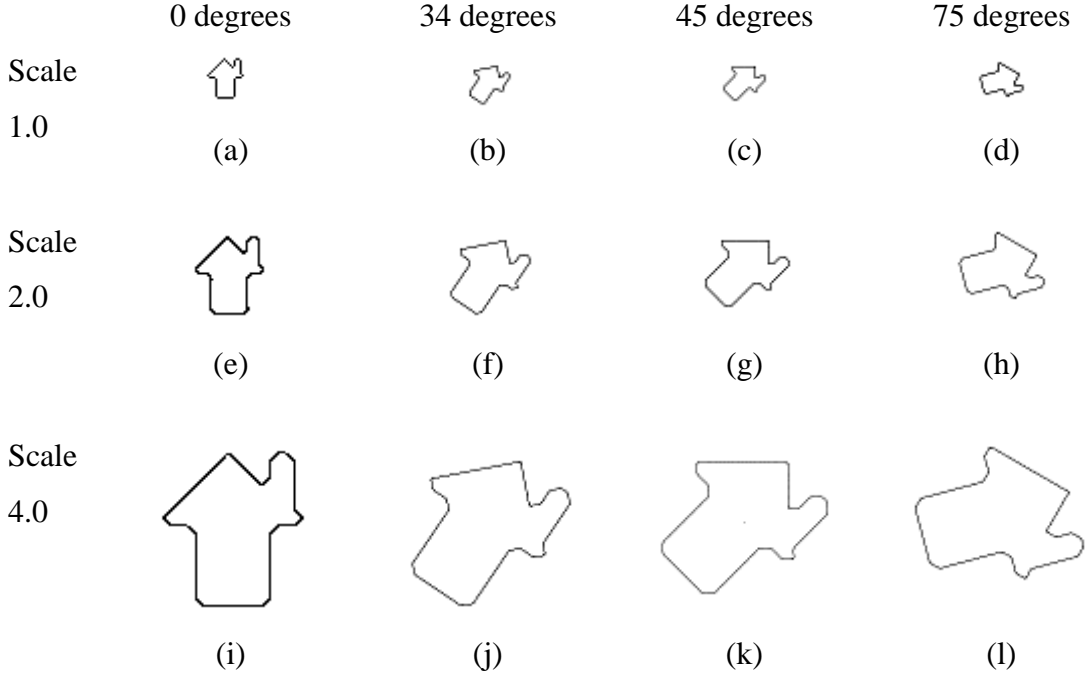 0 degrees 34 degrees 45 degrees 75 degrees
Scale
1.0
(a) (b) (c) (d)
Scale
2.0
(e) (f) (g) (h)
Scale
4.0
(i) (j) (k) (l)